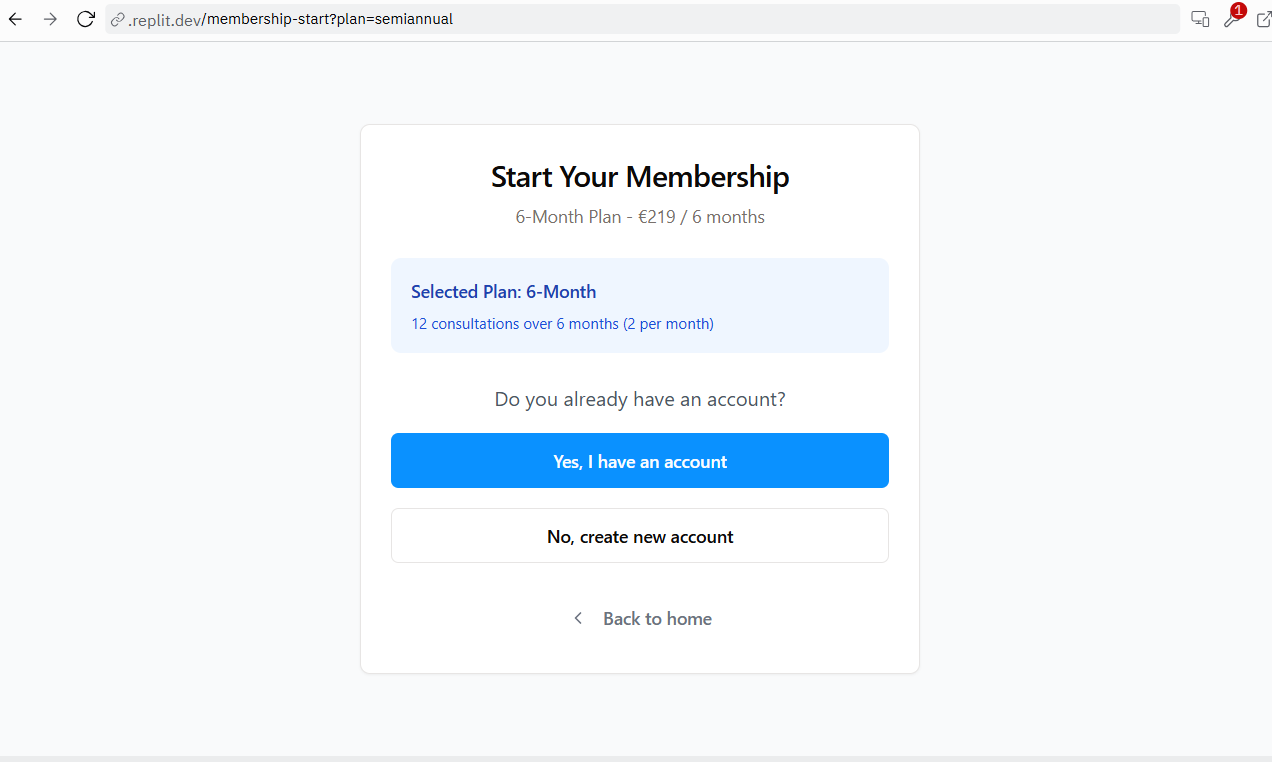 .replit.dev/membership-start?plan=semiannual
1
Start Your Membership
6-Month Plan - €219 / 6 months
Selected Plan: 6-Month
12 consultations over 6 months (2 per month)
Do you already have an account?
Yes, I have an account
No, create new account
Back to home